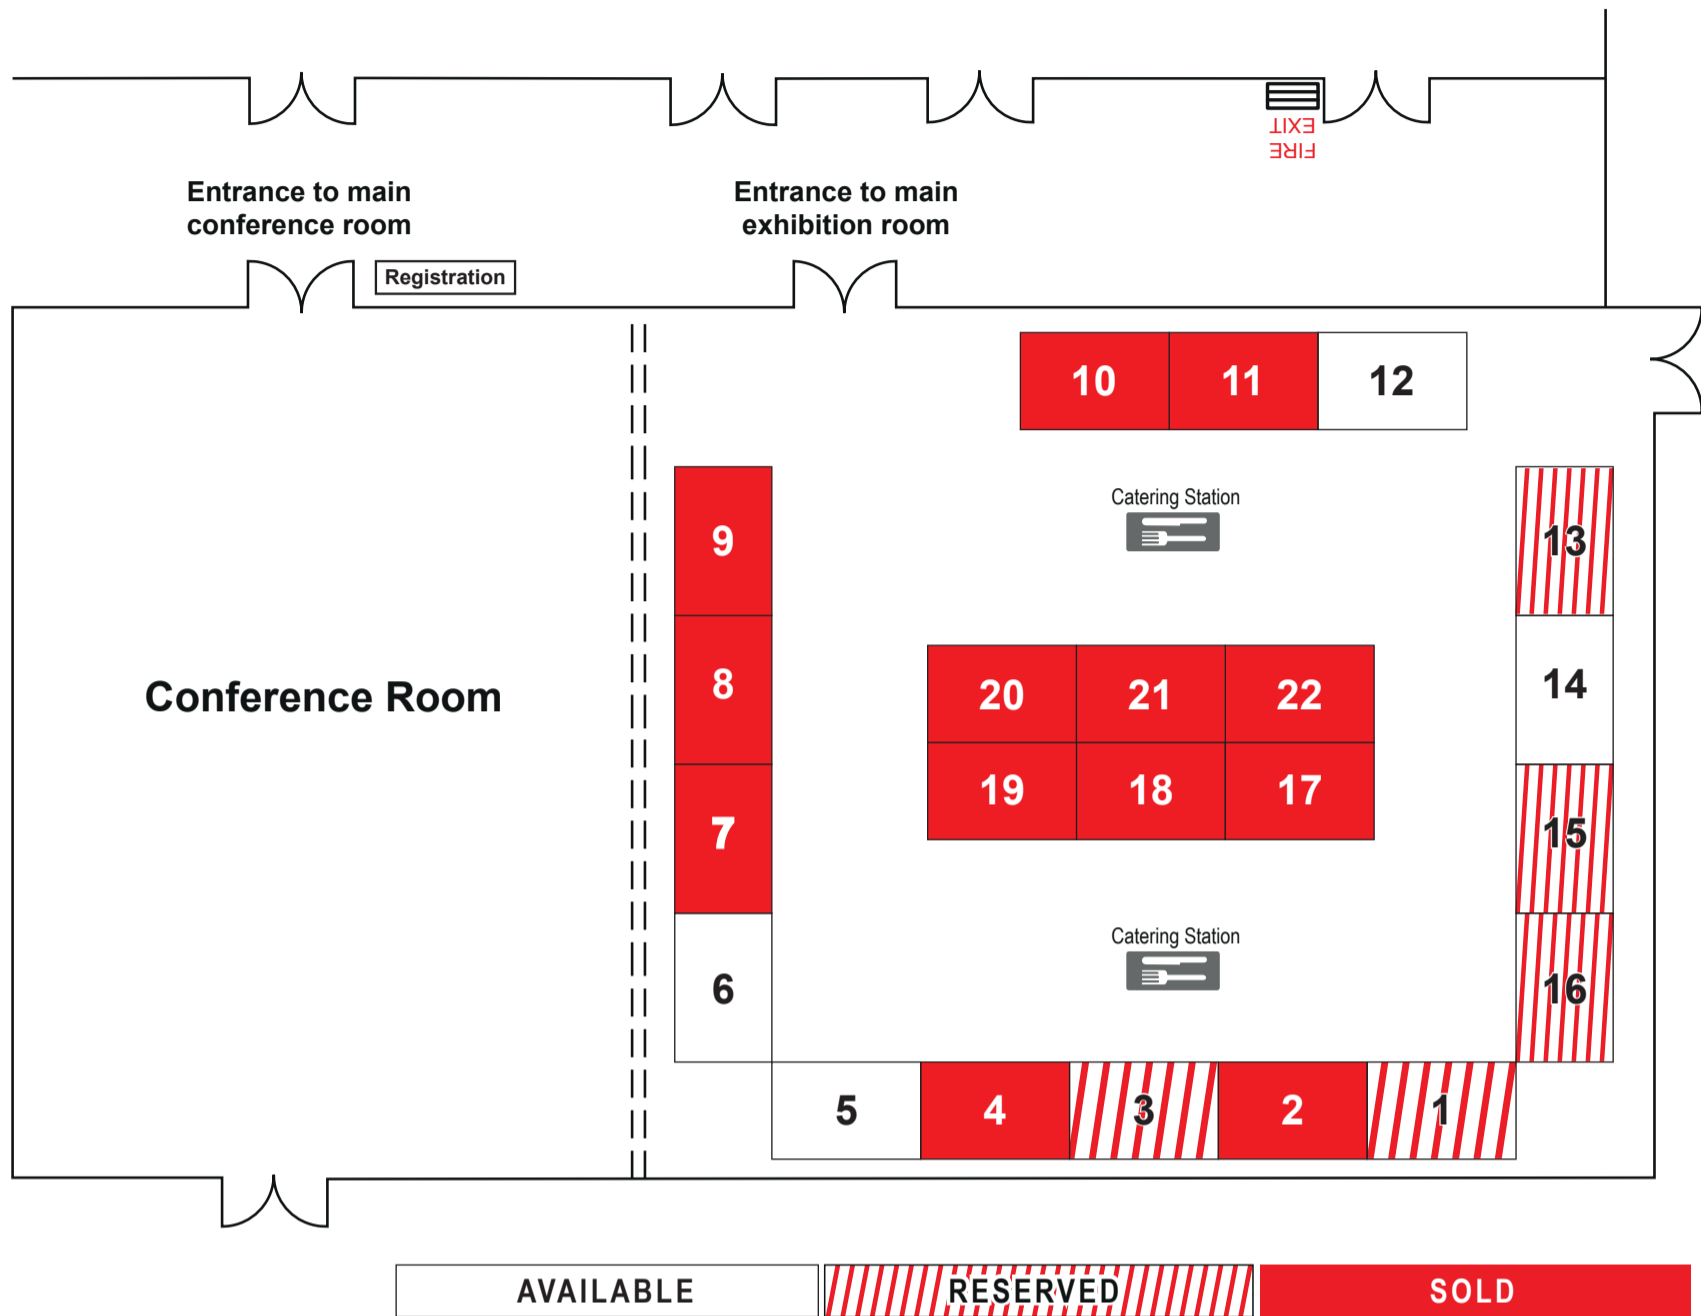 EXIT
FIRE
Entrance to main
conference room
Entrance to main
exhibition room
Registration
10
11
12
Catering Station
9
13
Conference Room
8
20
21
22
14
7
19
18
17
15
Catering Station
6
16
5
4
3
2
1
AVAILABLE
RESERVED
SOLD